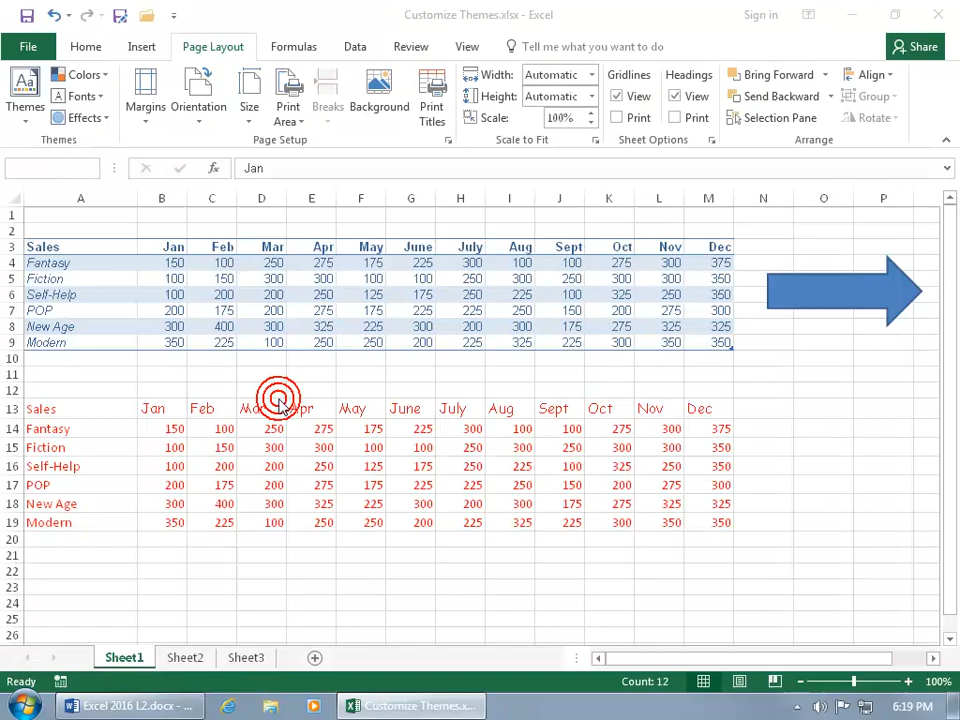 Customize Themes.xlsx - Excel
Sign in
File Home Insert Page Layout Formulas Data Review View Tell me what you want to do Share
Themes Colors Fonts Effects Margins Orientation Size Print Area Breaks Background Print Titles Width: Automatic Height: Automatic Scale: 100% Gridlines View Print Headings View Print Bring Forward Send Backward Selection Pane Align Group Rotate
Themes Page Setup Scale to Fit Sheet Options Arrange
fx Jan
A B C D E F G H I J K L M N O P
1
2
3 Sales Jan Feb Mar Apr May June July Aug Sept Oct Nov Dec
4 Fantasy 150 100 250 275 175 225 300 100 100 275 300 375
5 Fiction 100 150 300 300 100 100 250 300 250 300 300 350
6 Self-Help 100 200 200 250 125 175 250 225 100 325 250 350
7 POP 200 175 200 275 225 225 250 250 150 200 275 300
8 New Age 300 400 300 325 225 300 200 300 175 275 325 325
9 Modern 350 225 100 250 250 200 225 325 225 300 350 350
10
11
12
13 Sales Jan Feb Apr May June July Aug Sept Oct Nov Dec
14 Fantasy 150 100 250 275 175 225 300 100 100 275 300 375
15 Fiction 100 150 300 300 100 100 250 300 250 300 300 350
16 Self-Help 100 200 200 250 125 175 250 225 100 325 250 350
17 POP 200 175 200 275 225 225 250 250 150 200 275 300
18 New Age 300 400 300 325 225 300 200 300 175 275 325 325
19 Modern 350 225 100 250 250 200 225 325 225 300 350 350
20
21
22
23
24
25
26
Sheet1 Sheet2 Sheet3
Ready Count: 12 100%
Excel 2016 L2.docx - ... Customize Themes.x... 6:19 PM